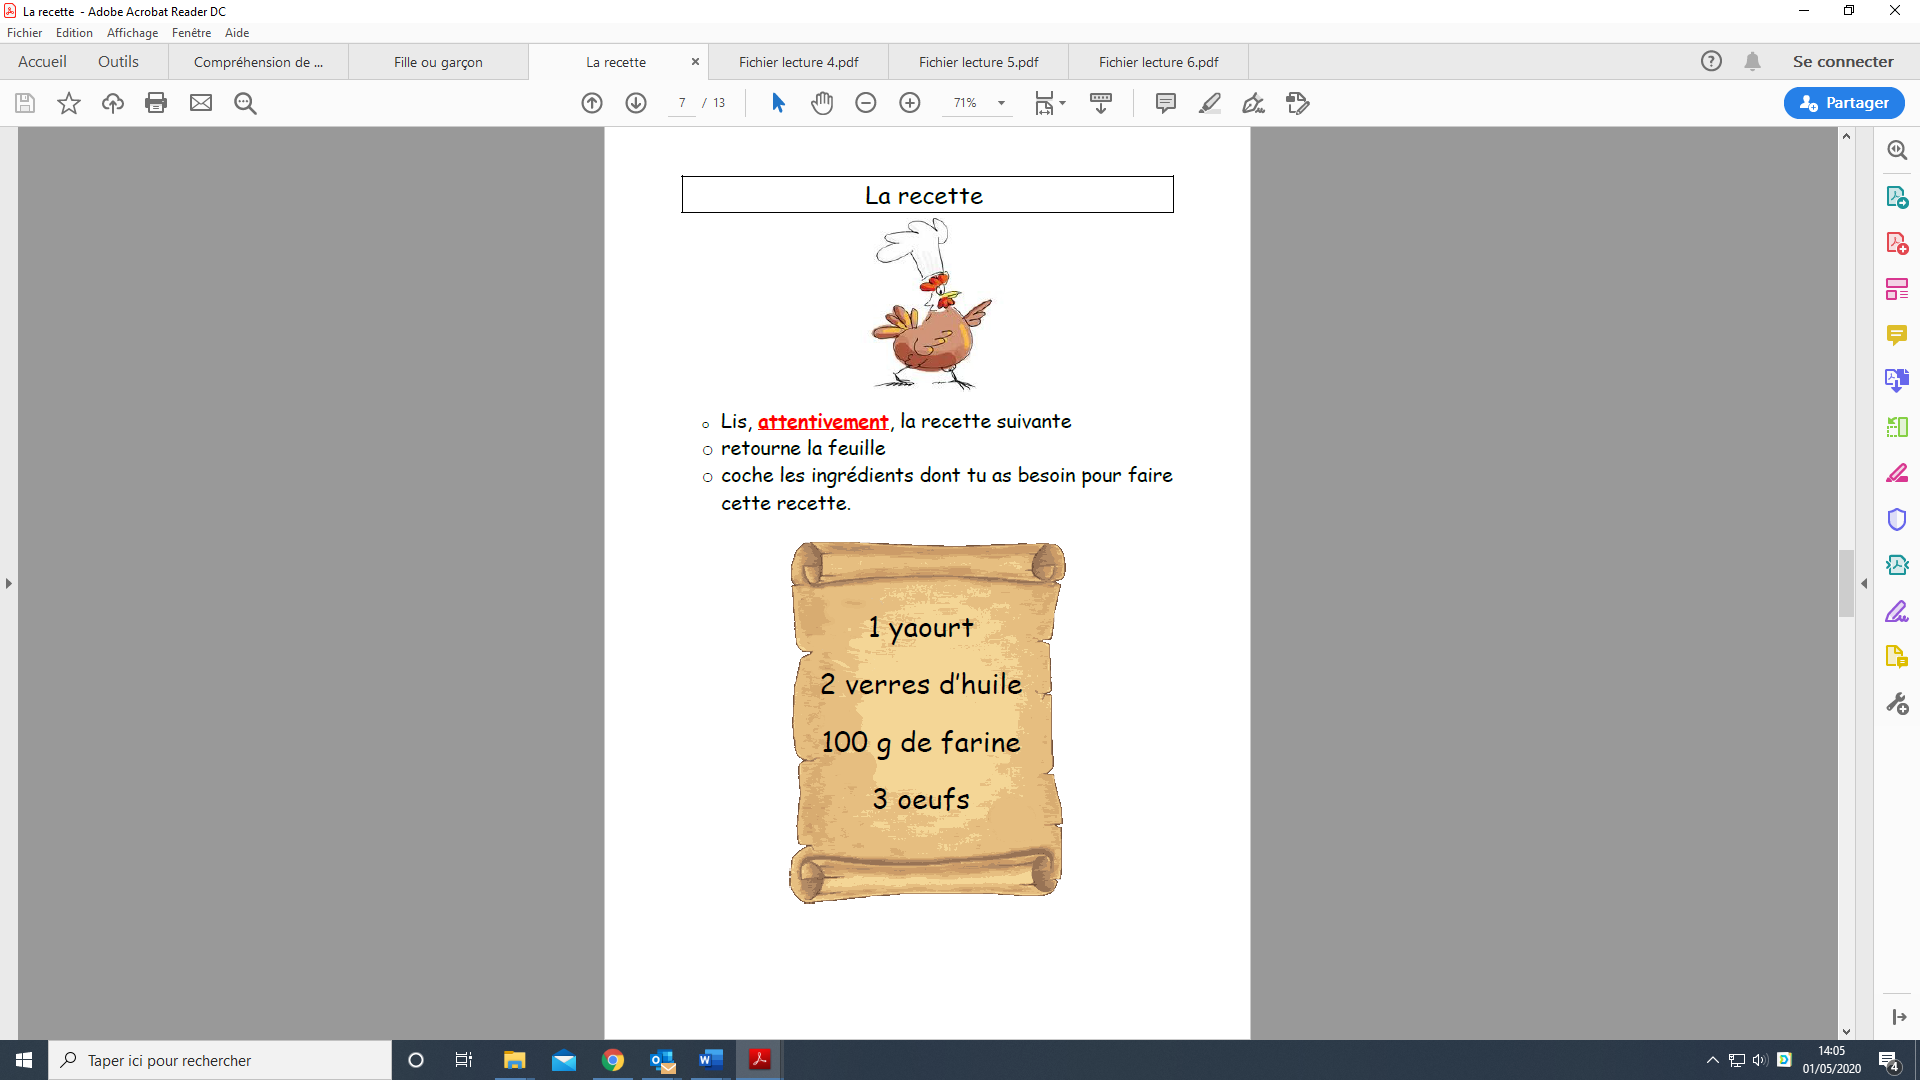 La recette - Adobe Acrobat Reader DC
Fichier Edition Affichage Fenêtre Aide
Accueil Outils Compréhension de ... Fille ou garçon La recette Fichier lecture 4.pdf Fichier lecture 5.pdf Fichier lecture 6.pdf Se connecter
7 / 13 71% Partager
La recette
Lis, attentivement, la recette suivante
retourne la feuille
coche les ingrédients dont tu as besoin pour faire
cette recette.
1 yaourt
2 verres d'huile
100 g de farine
3 oeufs
Taper ici pour rechercher
14:05
01/05/2020
4